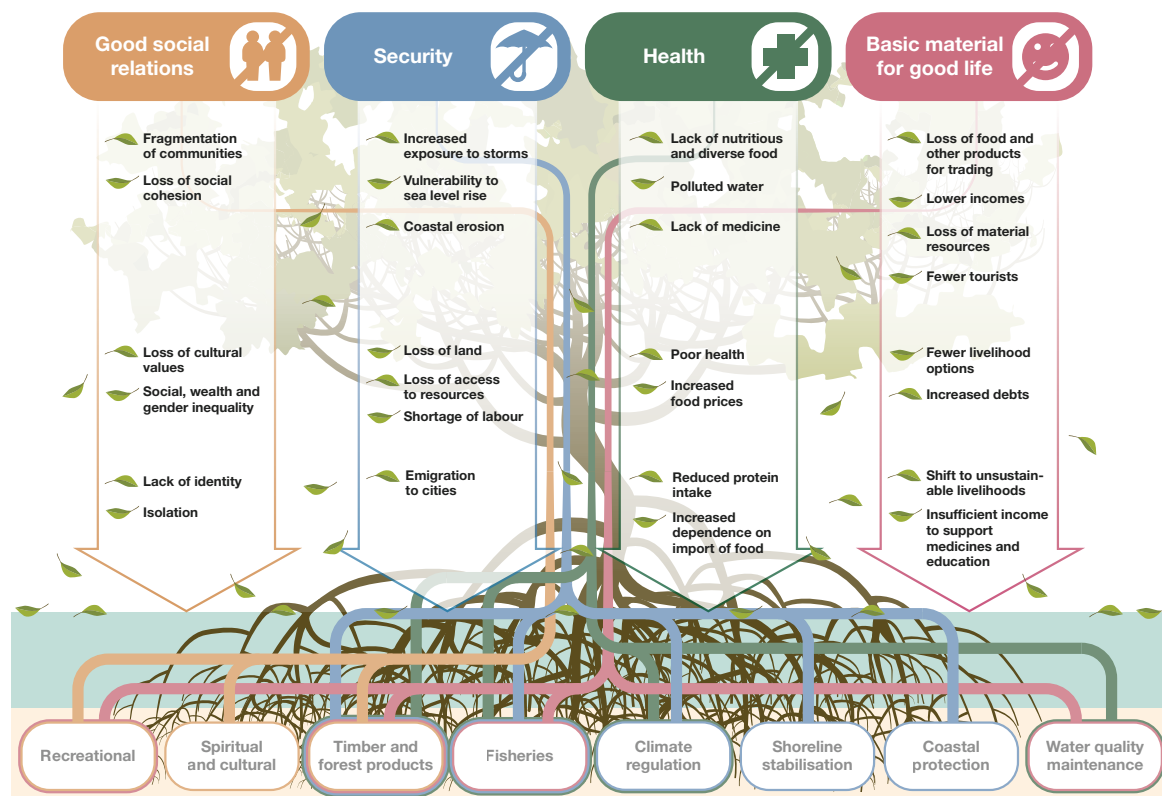 Good social
relations
Security
Health
Basic material
for good life
Fragmentation
of communities
Loss of social
cohesion
Loss of cultural
values
Social, wealth and
gender inequality
Lack of identity
Isolation
Increased
exposure to storms
Vulnerability to
sea level rise
Coastal erosion
Loss of land
Loss of access
to resources
Shortage of labour
Emigration
to cities
Lack of nutritious
and diverse food
Polluted water
Lack of medicine
Poor health
Increased
food prices
Reduced protein
intake
Increased
dependence on
import of food
Loss of food and
other products
for trading
Lower incomes
Loss of material
resources
Fewer tourists
Fewer livelihood
options
Increased debts
Shift to unsustain-
able livelihoods
Insufficient income
to support
medicines and
education
Recreational
Spiritual
and cultural
Timber and
forest products
Fisheries
Climate
regulation
Shoreline
stabilisation
Coastal
protection
Water quality
maintenance